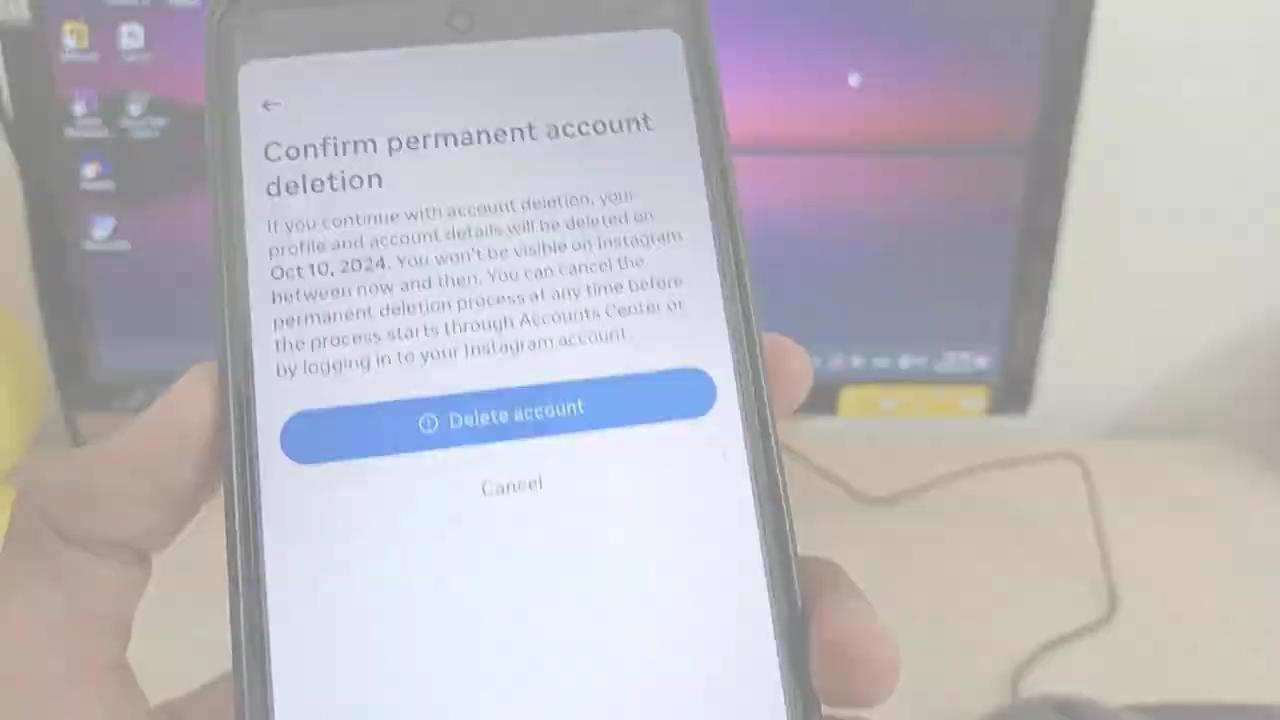 ←
Confirm permanent account
deletion
If you continue with account deletion, your
profile and account details will be deleted on
Oct 10, 2024. You won't be visible on Instagram
between now and then. You can cancel the
permanent deletion process at any time before
the process starts through Accounts Center or
by logging in to your Instagram account.
Delete account
Cancel